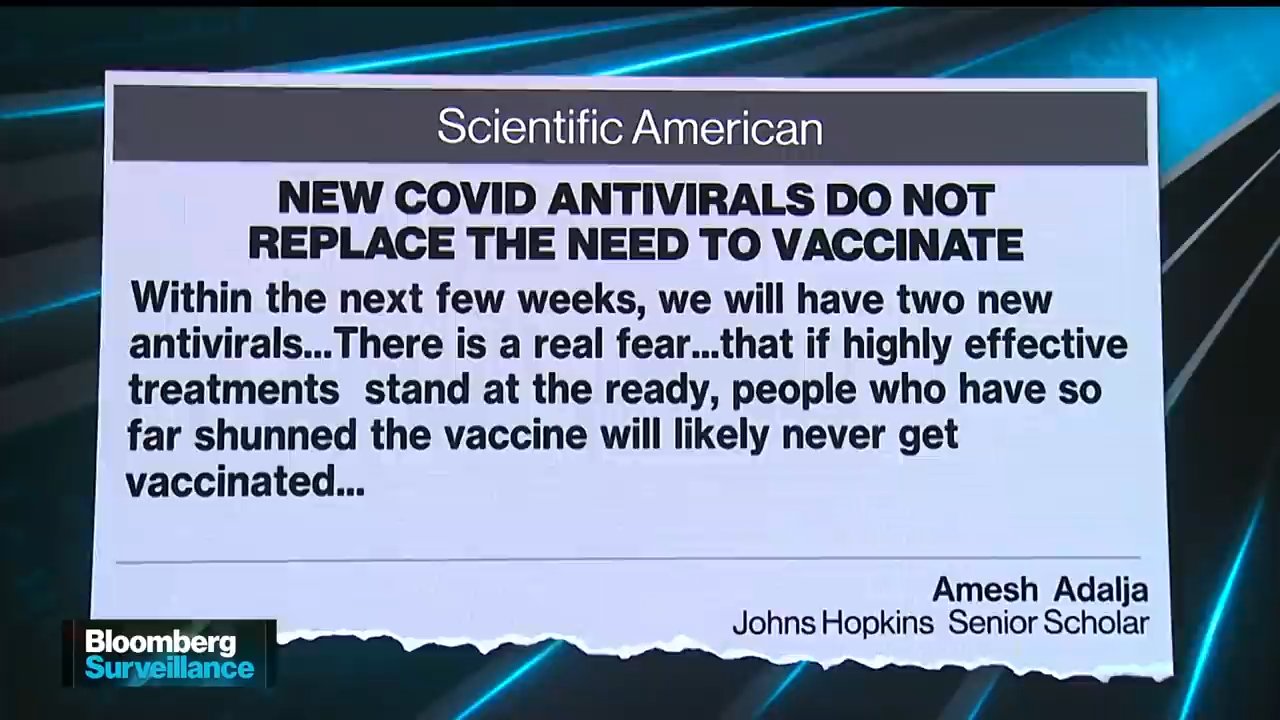 Scientific American
NEW COVID ANTIVIRALS DO NOT
REPLACE THE NEED TO VACCINATE
Within the next few weeks, we will have two new
antivirals...There is a real fear...that if highly effective
treatments stand at the ready, people who have so
far shunned the vaccine will likely never get
vaccinated...
Amesh Adalja
Johns Hopkins Senior Scholar
Bloomberg
Surveillance